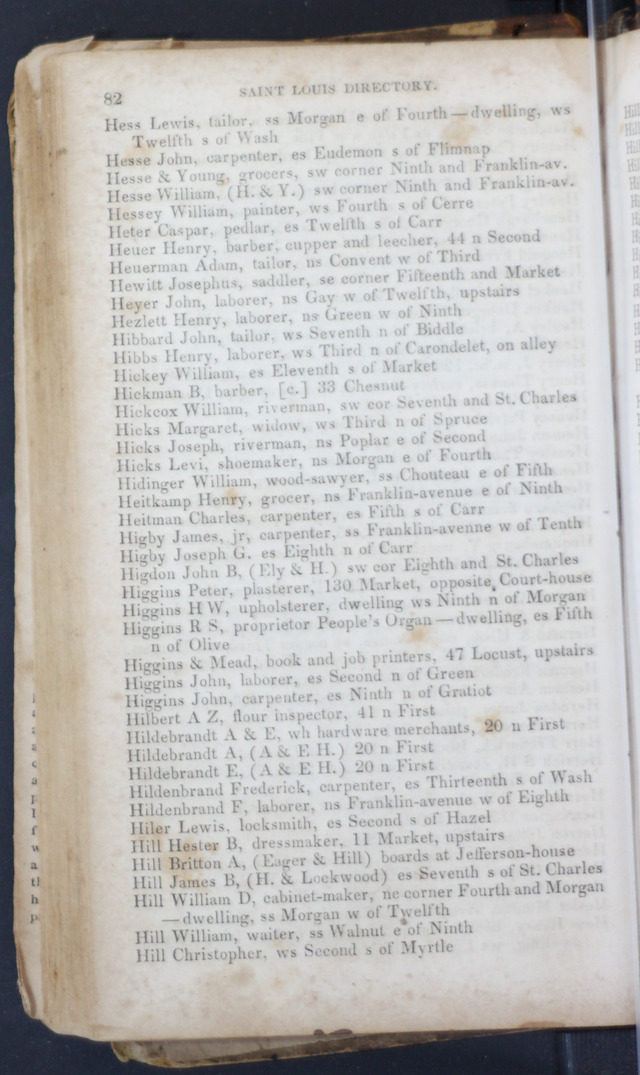 82
SAINT LOUIS DIRECTORY.
Hess Lewis, tailor, ss Morgan e of Fourth — dwelling, ws
Twelfth s of Wash
Hesse John, carpenter, es Eudemon s of Flimnap
Hesse & Young, grocers, sw corner Ninth and Franklin-av.
Hesse William, (H. & Y.) sw corner Ninth and Franklin-av.
Hessey William, painter, ws Fourth s of Cerre
Heter Caspar, pedlar, es Twelfth s of Carr
Heuer Henry, barber, cupper and leecher, 44 n Second
Heuerman Adam, tailor, ns Convent w of Third
Hewitt Josephus, saddler, se corner Fifteenth and Market
Heyer John, laborer, ns Gay w of Twelfth, upstairs
Hezlett Henry, laborer, ns Green w of Ninth
Hibbard John, tailor, ws Seventh n of Biddle
Hibbs Henry, laborer, ws Third n of Carondelet, on alley
Hickey William, es Eleventh s of Market
Hickman B, barber, [c.] 33 Chesnut
Hickcox William, riverman, sw cor Seventh and St. Charles
Hicks Margaret, widow, ws Third n of Spruce
Hicks Joseph, riverman, ns Poplar e of Second
Hicks Levi, shoemaker, ns Morgan e of Fourth
Hidinger William, wood-sawyer, ss Chouteau e of Fifth
Heitkamp Henry, grocer, ns Franklin-avenue e of Ninth
Heitman Charles, carpenter, es Fifth s of Carr
Higby James, jr, carpenter, ss Franklin-avenue w of Tenth
Higby Joseph G. es Eighth n of Carr
Higdon John B, (Ely & H.) sw cor Eighth and St. Charles
Higgins Peter, plasterer, 130 Market, opposite Court-house
Higgins H W, upholsterer, dwelling ws Ninth n of Morgan
Higgins R S, proprietor People's Organ — dwelling, es Fifth
n of Olive
Higgins & Mead, book and job printers, 47 Locust, upstairs
Higgins John, laborer, es Second n of Green
Higgins John, carpenter, es Ninth n of Gratiot
Hilbert A Z, flour inspector, 41 n First
Hildebrandt A & E, wh hardware merchants, 20 n First
Hildebrandt A, (A & E H.) 20 n First
Hildebrandt E, (A & E H.) 20 n First
Hildenbrand Frederick, carpenter, es Thirteenth s of Wash
Hildenbrand F, laborer, ns Franklin-avenue w of Eighth
Hiler Lewis, locksmith, es Second s of Hazel
Hill Hester B, dressmaker, 11 Market, upstairs
Hill Britton A, (Eager & Hill) boards at Jefferson-house
Hill James B, (H. & Lockwood) es Seventh s of St. Charles
Hill William D, cabinet-maker, ne corner Fourth and Morgan
— dwelling, ss Morgan w of Twelfth
Hill William, waiter, ss Walnut e of Ninth
Hill Christopher, ws Second s of Myrtle